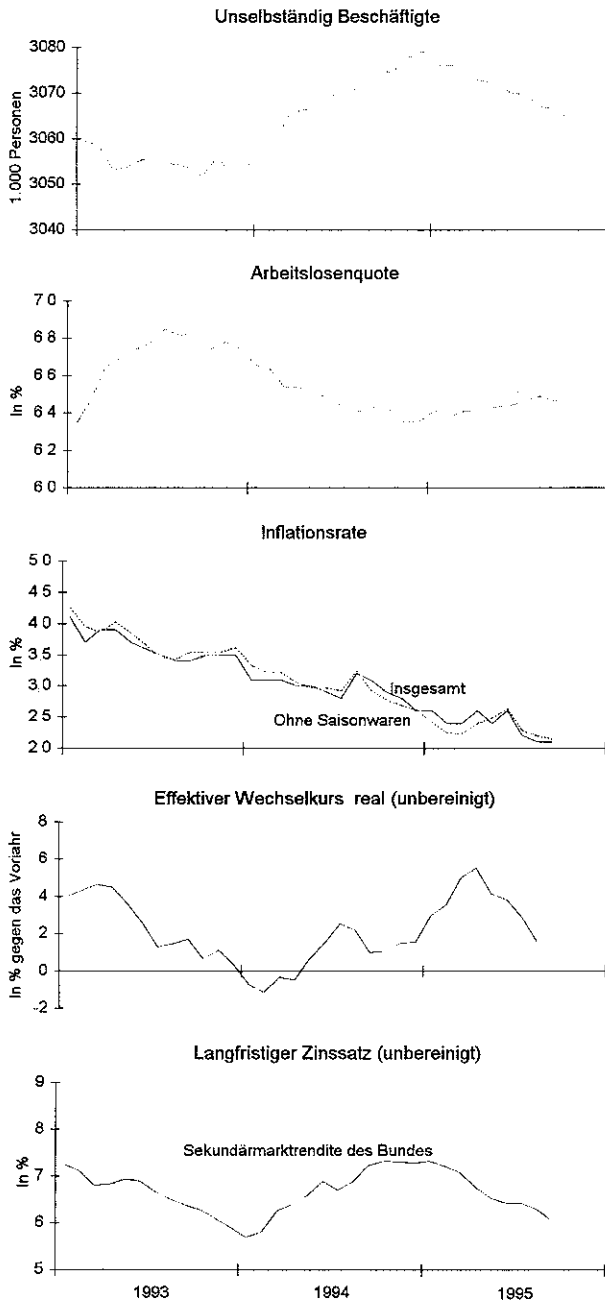 Unselbständig Beschäftigte
1.000 Personen
3080
3070
3060
3050
3040
Arbeitslosenquote
In %
7 0
6 8
6 6
6 4
6 2
6 0
Inflationsrate
In %
5 0
4 5
4 0
3 5
3 0
2 5
2 0
Insgesamt
Ohne Saisonwaren
Effektiver Wechselkurs real (unbereinigt)
In % gegen das Vorjahr
8
6
4
2
0
-2
Langfristiger Zinssatz (unbereinigt)
In %
9
8
7
6
5
Sekundärmarktrendite des Bundes
1993
1994
1995